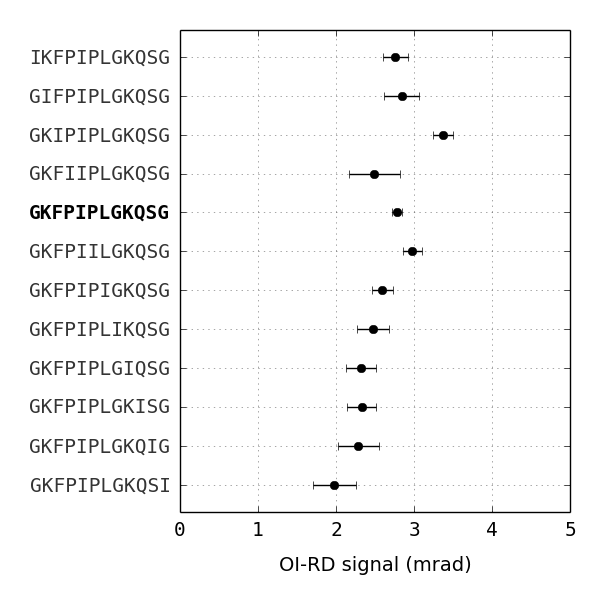 IKFPIPLGKQSG
GIFPIPLGKQSG
GKIPIPLGKQSG
GKFIIPLGKQSG
GKFPIPLGKQSG
GKFPIILGKQSG
GKFPIPIGKQSG
GKFPIPLIKQSG
GKFPIPLGIQSG
GKFPIPLGKISG
GKFPIPLGKQIG
GKFPIPLGKQSI
0 1 2 3 4 5
OI-RD signal (mrad)